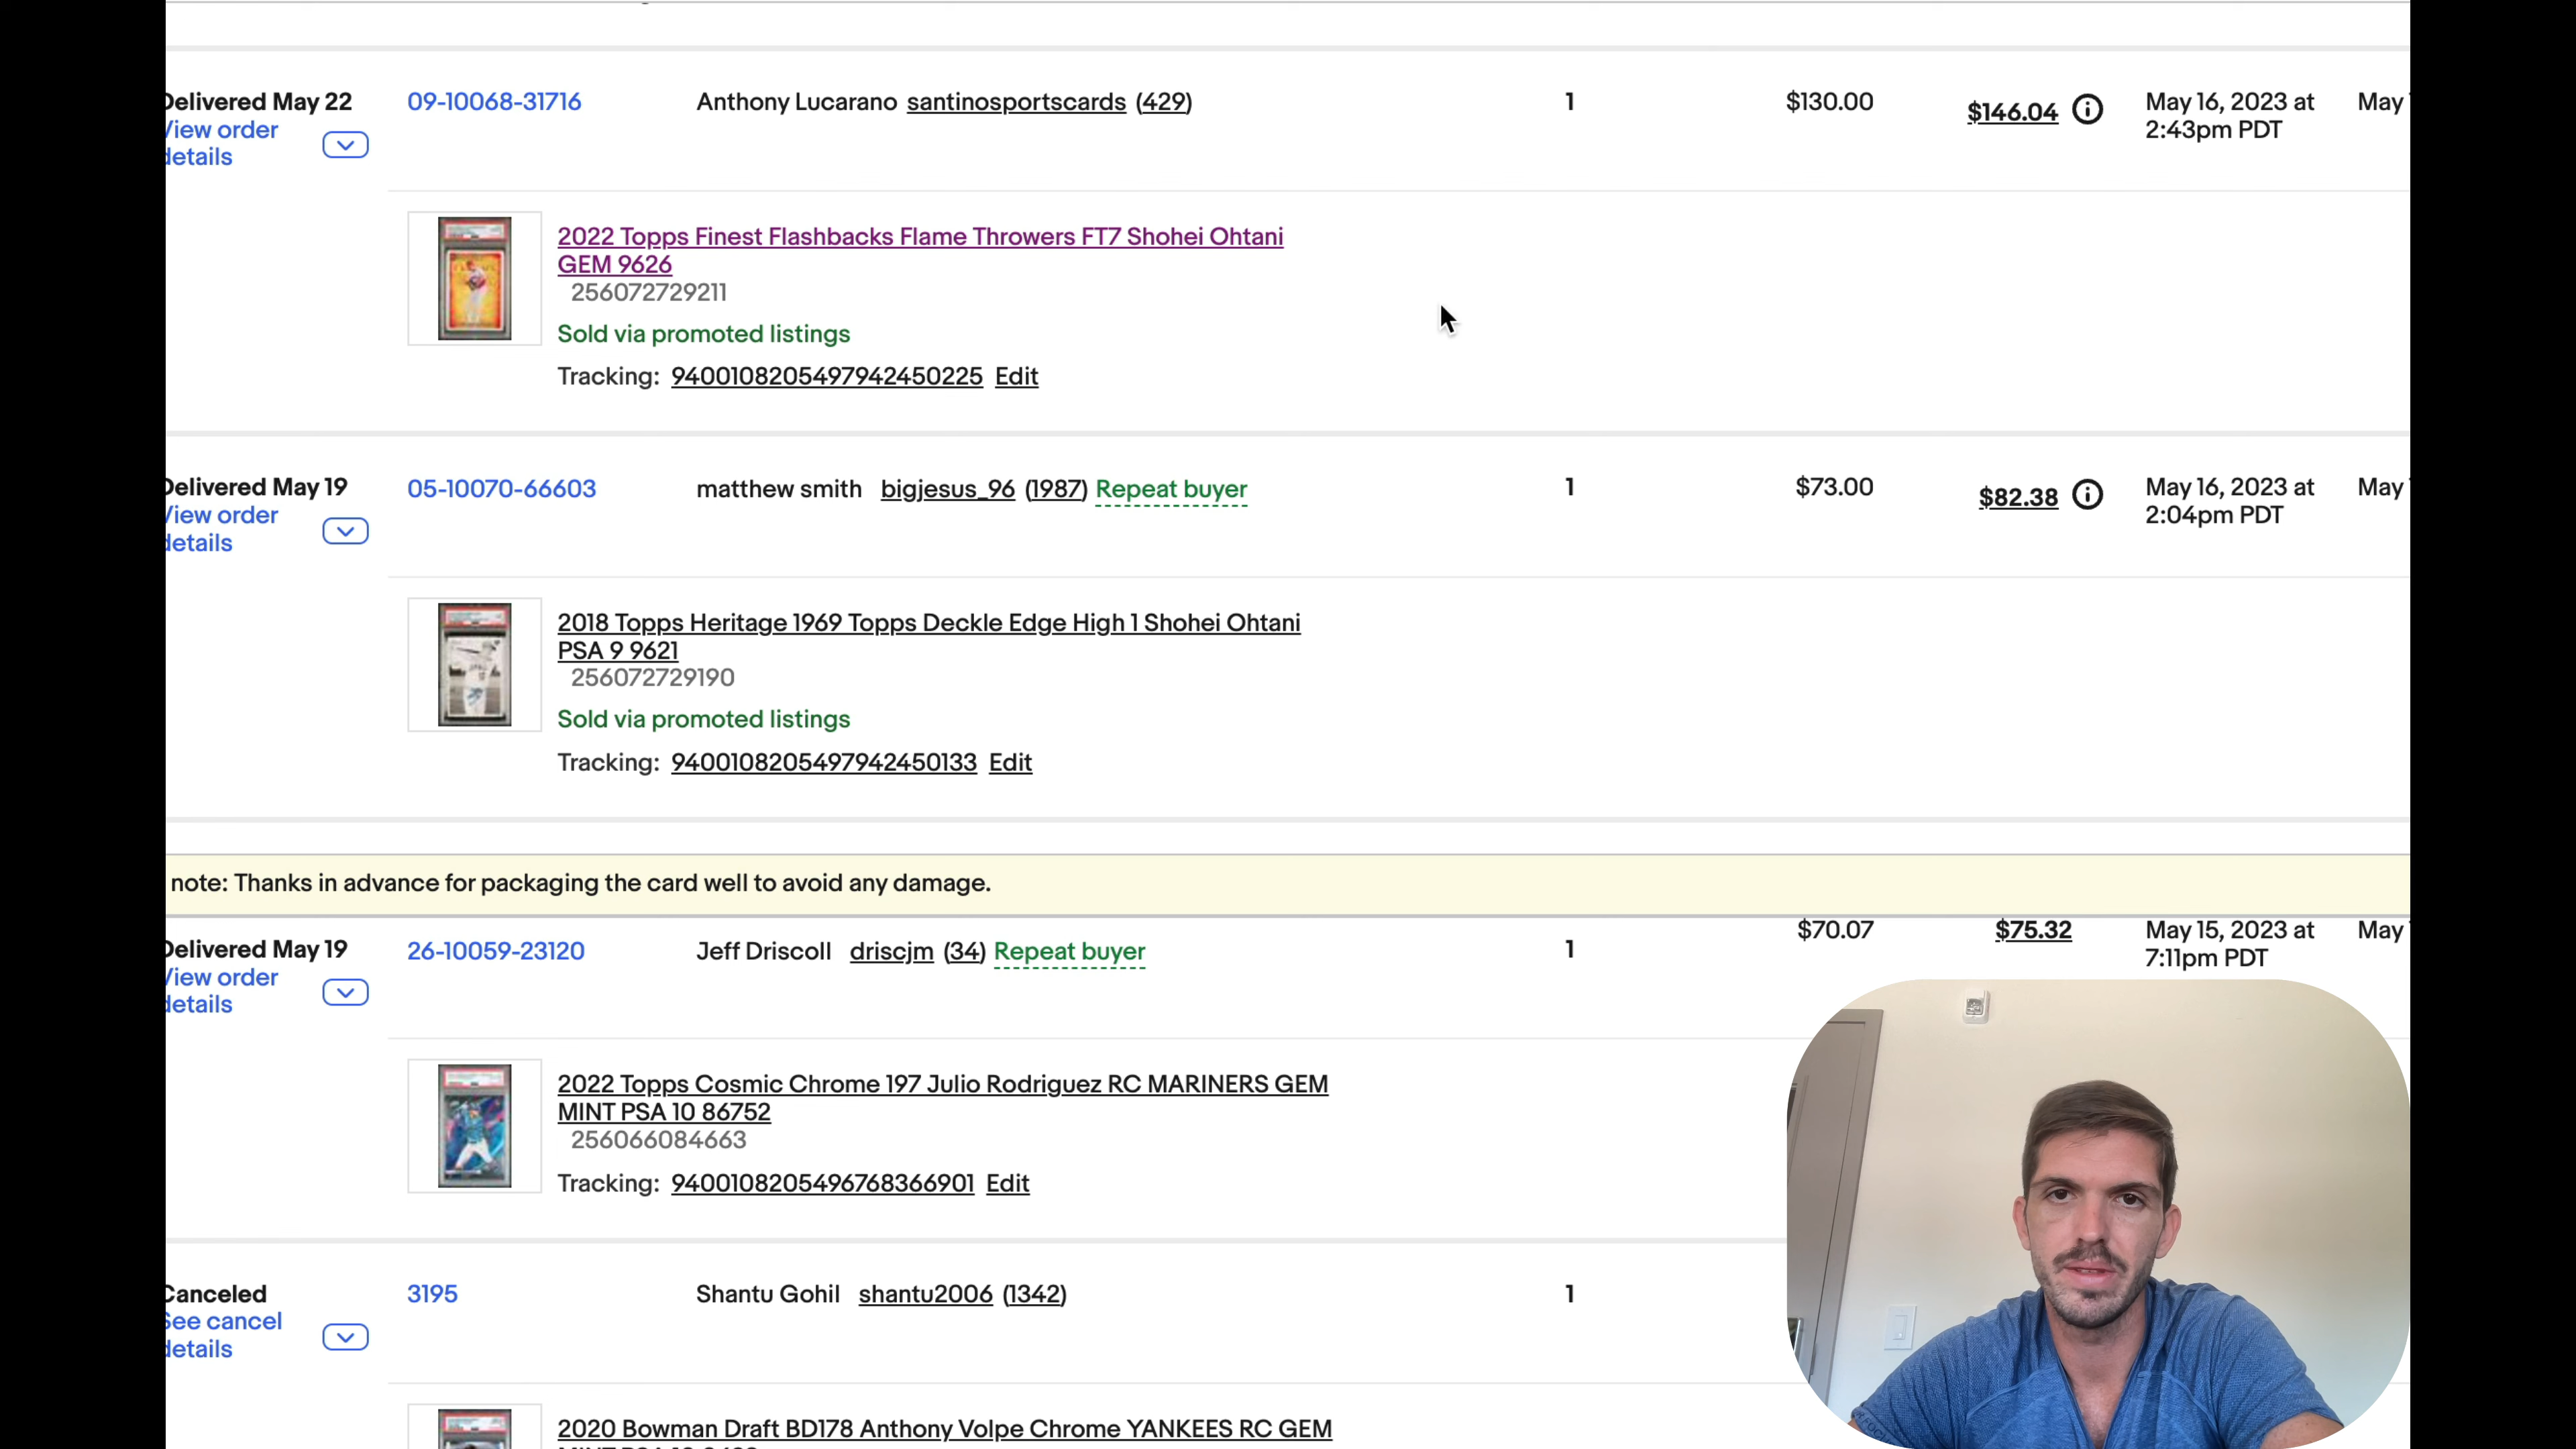 Delivered May 22
View order
details
09-10068-31716
Anthony Lucarano santinosportscards (429)
1
$130.00
$146.04
May 16, 2023 at
2:43pm PDT
May
2022 Topps Finest Flashbacks Flame Throwers FT7 Shohei Ohtani
GEM 9626
256072729211
Sold via promoted listings
Tracking: 9400108205497942450225 Edit
Delivered May 19
View order
details
05-10070-66603
matthew smith bigjesus_96 (1987) Repeat buyer
1
$73.00
$82.38
May 16, 2023 at
2:04pm PDT
May
2018 Topps Heritage 1969 Topps Deckle Edge High 1 Shohei Ohtani
PSA 9 9621
256072729190
Sold via promoted listings
Tracking: 9400108205497942450133 Edit
note: Thanks in advance for packaging the card well to avoid any damage.
Delivered May 19
View order
details
26-10059-23120
Jeff Driscoll driscjm (34) Repeat buyer
1
$70.07
$75.32
May 15, 2023 at
7:11pm PDT
May
2022 Topps Cosmic Chrome 197 Julio Rodriguez RC MARINERS GEM
MINT PSA 10 86752
256066084663
Tracking: 9400108205496768366901 Edit
Canceled
See cancel
details
3195
Shantu Gohil shantu2006 (1342)
1
2020 Bowman Draft BD178 Anthony Volpe Chrome YANKEES RC GEM